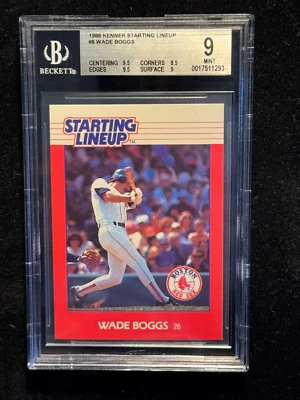 1988 KENNER STARTING LINEUP
#6 WADE BOGGS
CENTERING 9.5 CORNERS 8.5
EDGES 9.5 SURFACE 9
9
MINT
0017511293
B
BECKETT®
STARTING
LINEUP™
BOSTON
RED SOX
WADE BOGGS 26